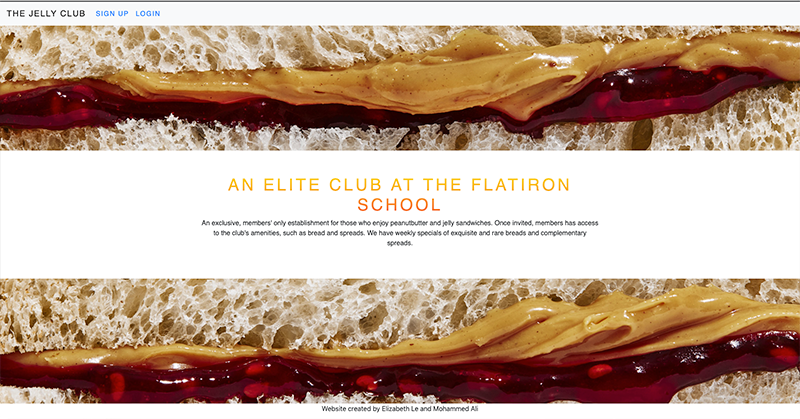 THE JELLY CLUB SIGN UP LOGIN
AN ELITE CLUB AT THE FLATIRON
SCHOOL
An exclusive, members' only establishment for those who enjoy peanutbutter and jelly sandwiches. Once invited, members has access
to the club's amenities, such as bread and spreads. We have weekly specials of exquisite and rare breads and complementary
spreads.
Website created by Elizabeth Le and Mohammed Ali